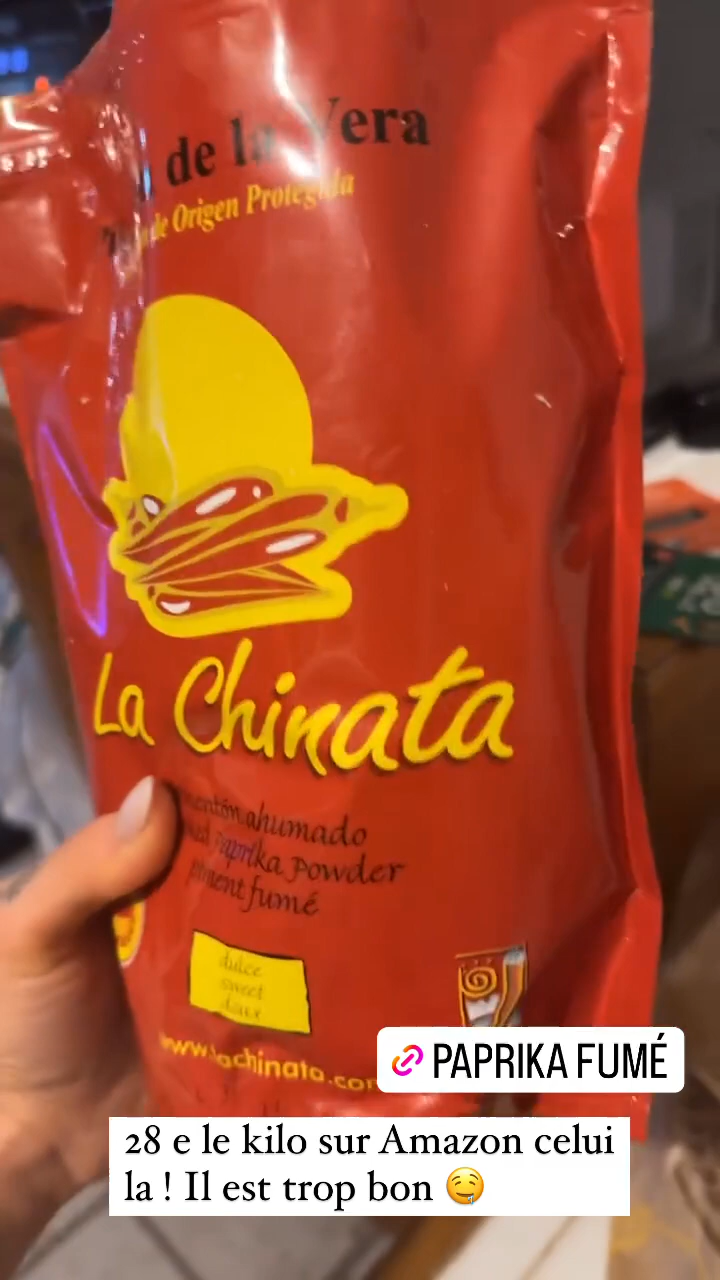 de la Vera
de Origen Protegida
La Chinata
ahumado
Paprika Powder
piment fumé
dulce
sweet
doux
www.lachinata.com
PAPRIKA FUMÉ
28 e le kilo sur Amazon celui
la ! Il est trop bon 🤤